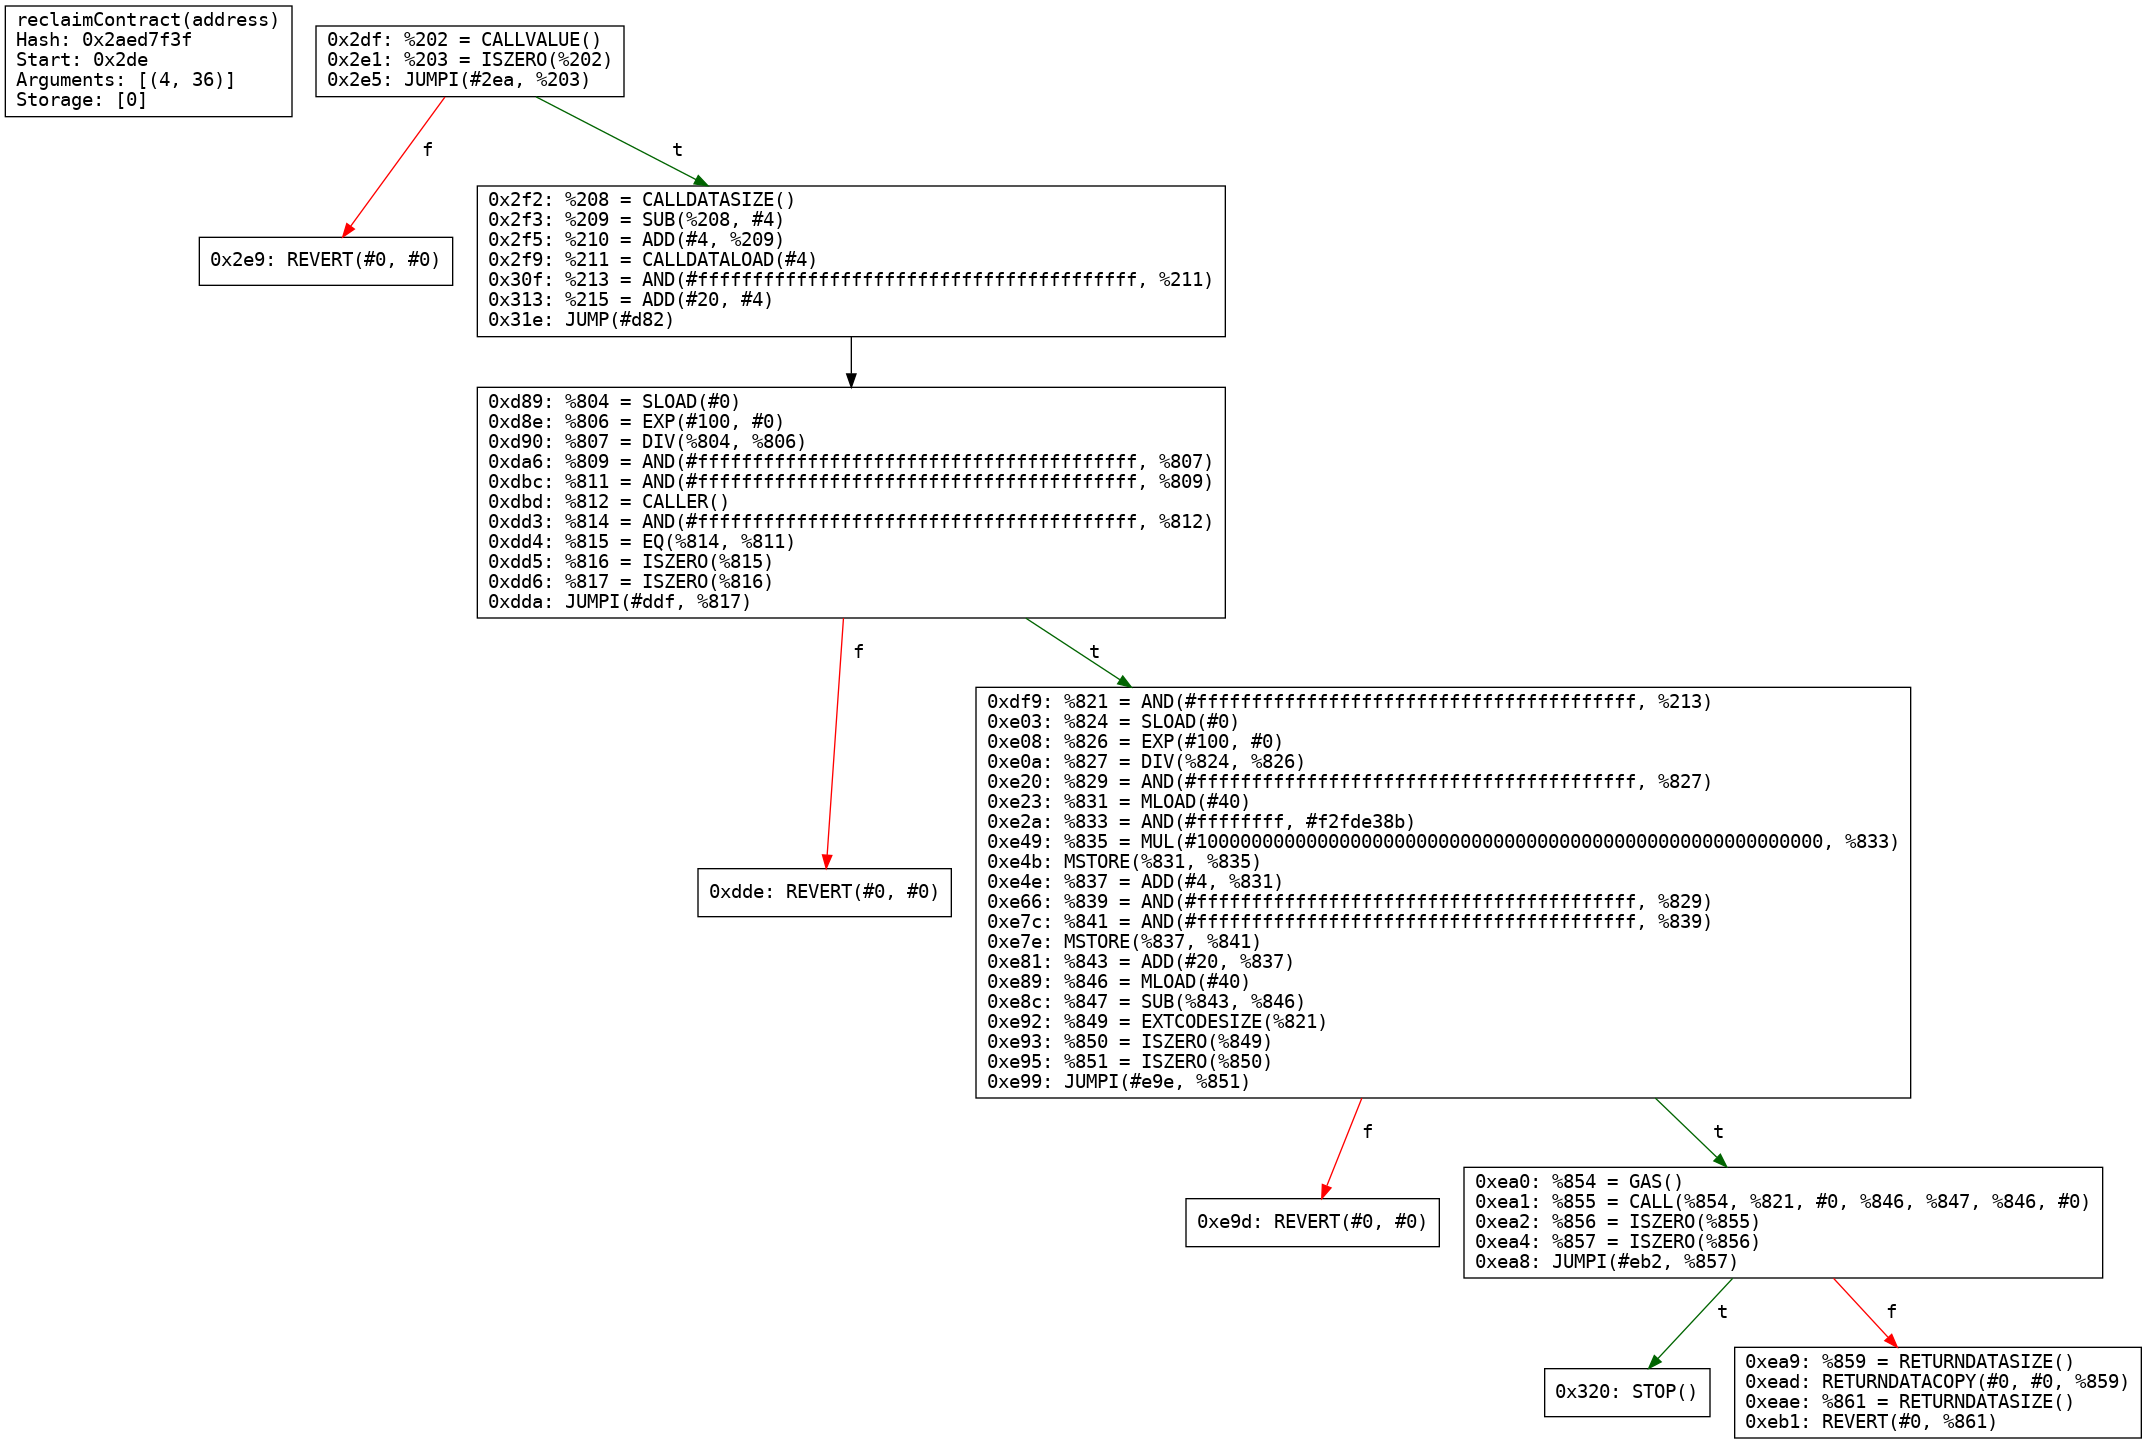 reclaimContract(address)
Hash: 0x2aed7f3f
Start: 0x2de
Arguments: [(4, 36)]
Storage: [0]
0x2df: %202 = CALLVALUE()
0x2e1: %203 = ISZERO(%202)
0x2e5: JUMPI(#2ea, %203)
f
t
0x2e9: REVERT(#0, #0)
0x2f2: %208 = CALLDATASIZE()
0x2f3: %209 = SUB(%208, #4)
0x2f5: %210 = ADD(#4, %209)
0x2f9: %211 = CALLDATALOAD(#4)
0x30f: %213 = AND(#ffffffffffffffffffffffffffffffffffffffff, %211)
0x313: %215 = ADD(#20, #4)
0x31e: JUMP(#d82)
0xd89: %804 = SLOAD(#0)
0xd8e: %806 = EXP(#100, #0)
0xd90: %807 = DIV(%804, %806)
0xda6: %809 = AND(#ffffffffffffffffffffffffffffffffffffffff, %807)
0xdbc: %811 = AND(#ffffffffffffffffffffffffffffffffffffffff, %809)
0xdbd: %812 = CALLER()
0xdd3: %814 = AND(#ffffffffffffffffffffffffffffffffffffffff, %812)
0xdd4: %815 = EQ(%814, %811)
0xdd5: %816 = ISZERO(%815)
0xdd6: %817 = ISZERO(%816)
0xdda: JUMPI(#ddf, %817)
f
t
0xdde: REVERT(#0, #0)
0xdf9: %821 = AND(#ffffffffffffffffffffffffffffffffffffffff, %213)
0xe03: %824 = SLOAD(#0)
0xe08: %826 = EXP(#100, #0)
0xe0a: %827 = DIV(%824, %826)
0xe20: %829 = AND(#ffffffffffffffffffffffffffffffffffffffff, %827)
0xe23: %831 = MLOAD(#40)
0xe2a: %833 = AND(#ffffffff, #f2fde38b)
0xe49: %835 = MUL(#100000000000000000000000000000000000000000000000000000000, %833)
0xe4b: MSTORE(%831, %835)
0xe4e: %837 = ADD(#4, %831)
0xe66: %839 = AND(#ffffffffffffffffffffffffffffffffffffffff, %829)
0xe7c: %841 = AND(#ffffffffffffffffffffffffffffffffffffffff, %839)
0xe7e: MSTORE(%837, %841)
0xe81: %843 = ADD(#20, %837)
0xe89: %846 = MLOAD(#40)
0xe8c: %847 = SUB(%843, %846)
0xe92: %849 = EXTCODESIZE(%821)
0xe93: %850 = ISZERO(%849)
0xe95: %851 = ISZERO(%850)
0xe99: JUMPI(#e9e, %851)
f
t
0xe9d: REVERT(#0, #0)
0xea0: %854 = GAS()
0xea1: %855 = CALL(%854, %821, #0, %846, %847, %846, #0)
0xea2: %856 = ISZERO(%855)
0xea4: %857 = ISZERO(%856)
0xea8: JUMPI(#eb2, %857)
t
f
0x320: STOP()
0xea9: %859 = RETURNDATASIZE()
0xead: RETURNDATACOPY(#0, #0, %859)
0xeae: %861 = RETURNDATASIZE()
0xeb1: REVERT(#0, %861)